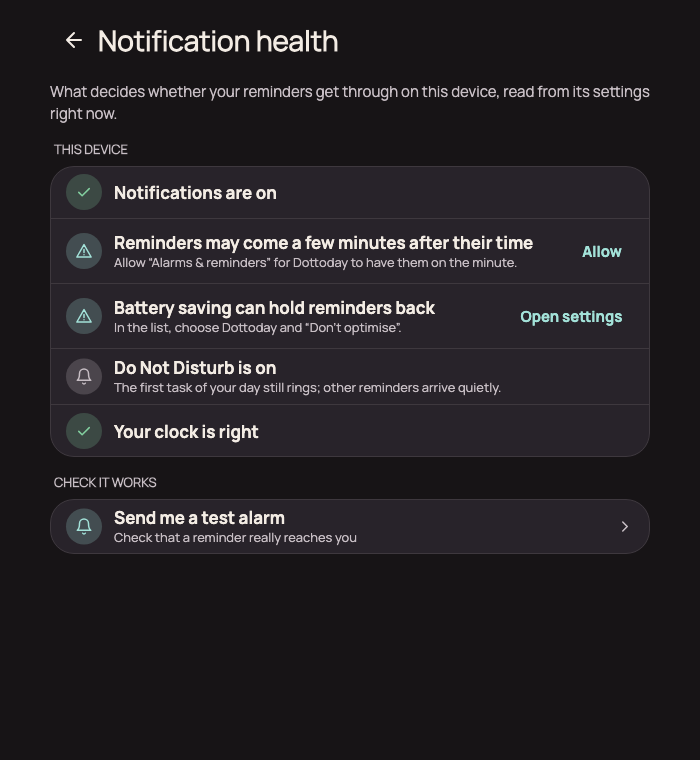 Notification health
What decides whether your reminders get through on this device, read from its settings
right now.
THIS DEVICE
Notifications are on
Reminders may come a few minutes after their time
Allow “Alarms & reminders” for Dottoday to have them on the minute.
Allow
Battery saving can hold reminders back
In the list, choose Dottoday and “Don’t optimise”.
Open settings
Do Not Disturb is on
The first task of your day still rings; other reminders arrive quietly.
Your clock is right
CHECK IT WORKS
Send me a test alarm
Check that a reminder really reaches you